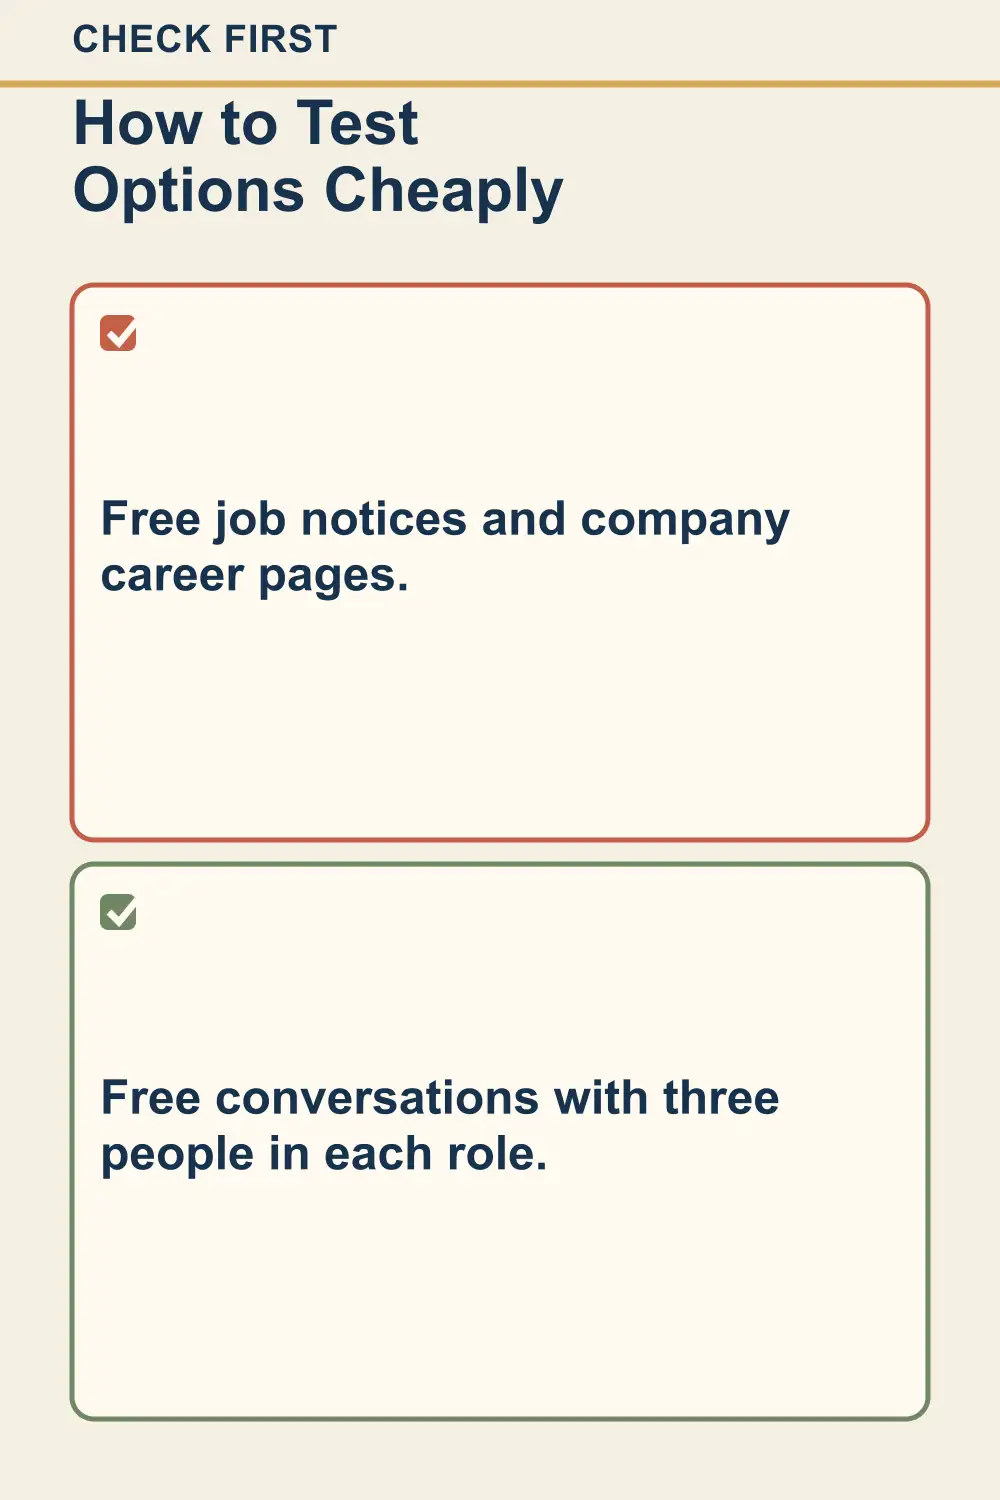 CHECK FIRST
How to Test
Options Cheaply
Free job notices and company
career pages.
Free conversations with three
people in each role.